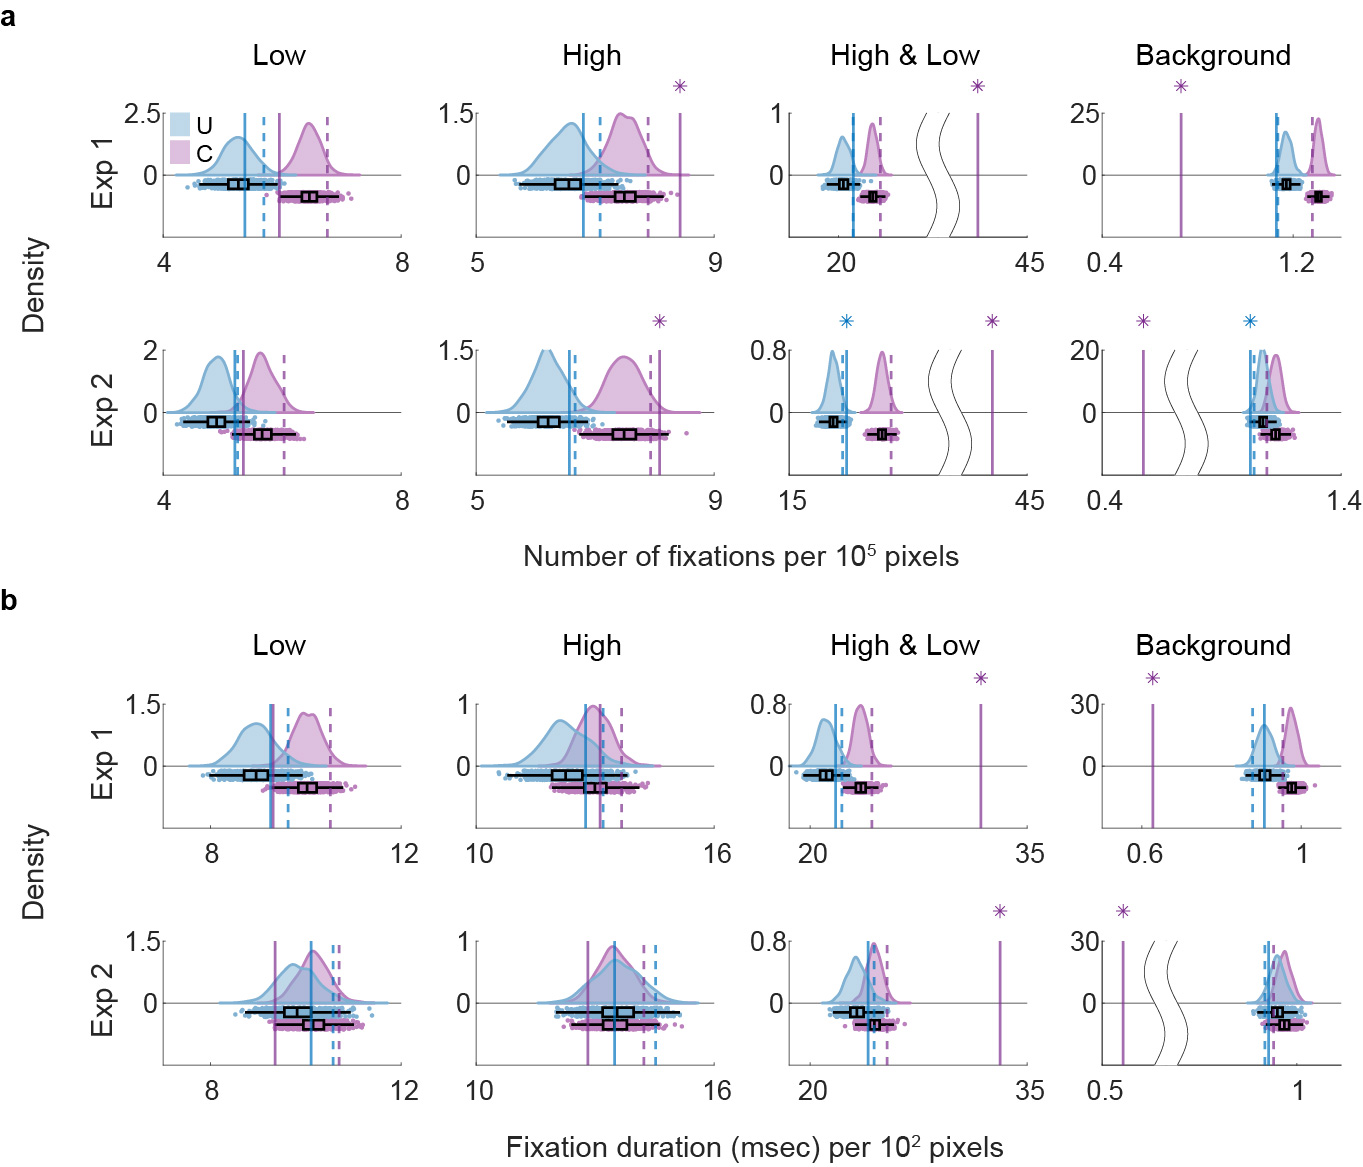 a
Low High High & Low Background
2.5 1.5 1 25
U
C
Exp 1
0 0 0 0
4 8 5 9 20 45 0.4 1.2
Density
2 1.5 0.8 20
Exp 2
0 0 0 0
4 8 5 9 15 45 0.4 1.4
Number of fixations per 10⁵ pixels
b
Low High High & Low Background
1.5 1 0.8 30
Exp 1
0 0 0 0
8 12 10 16 20 35 0.6 1
Density
1.5 1 0.8 30
Exp 2
0 0 0 0
8 12 10 16 20 35 0.5 1
Fixation duration (msec) per 10² pixels